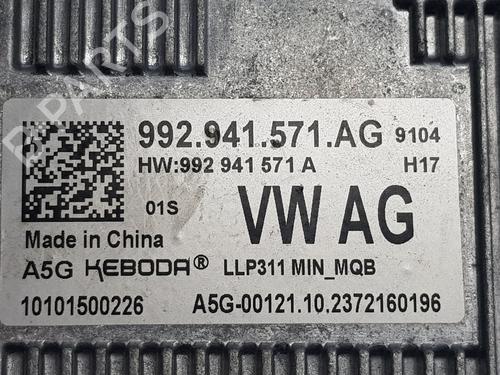 B-PARTS
992.941.571.AG 9104
HW:992 941 571 A H17
01S VW AG
Made in China
A5G KEBODA® LLP311 MIN_MQB
10101500226 A5G-00121.10.2372160196